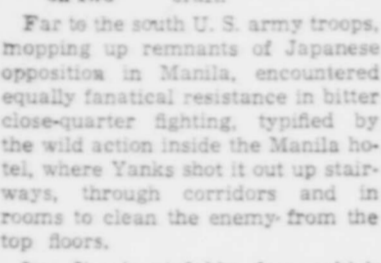 Far to the south U. S. army troops,
mopping up remnants of Japanese
opposition in Manila, encountered
equally fanatical resistance in bitter
close-quarter fighting, typified by
the wild action inside the Manila ho-
tel, where Yanks shot it out up stair-
ways, through corridors and in
rooms to clean the enemy from the
top floors.